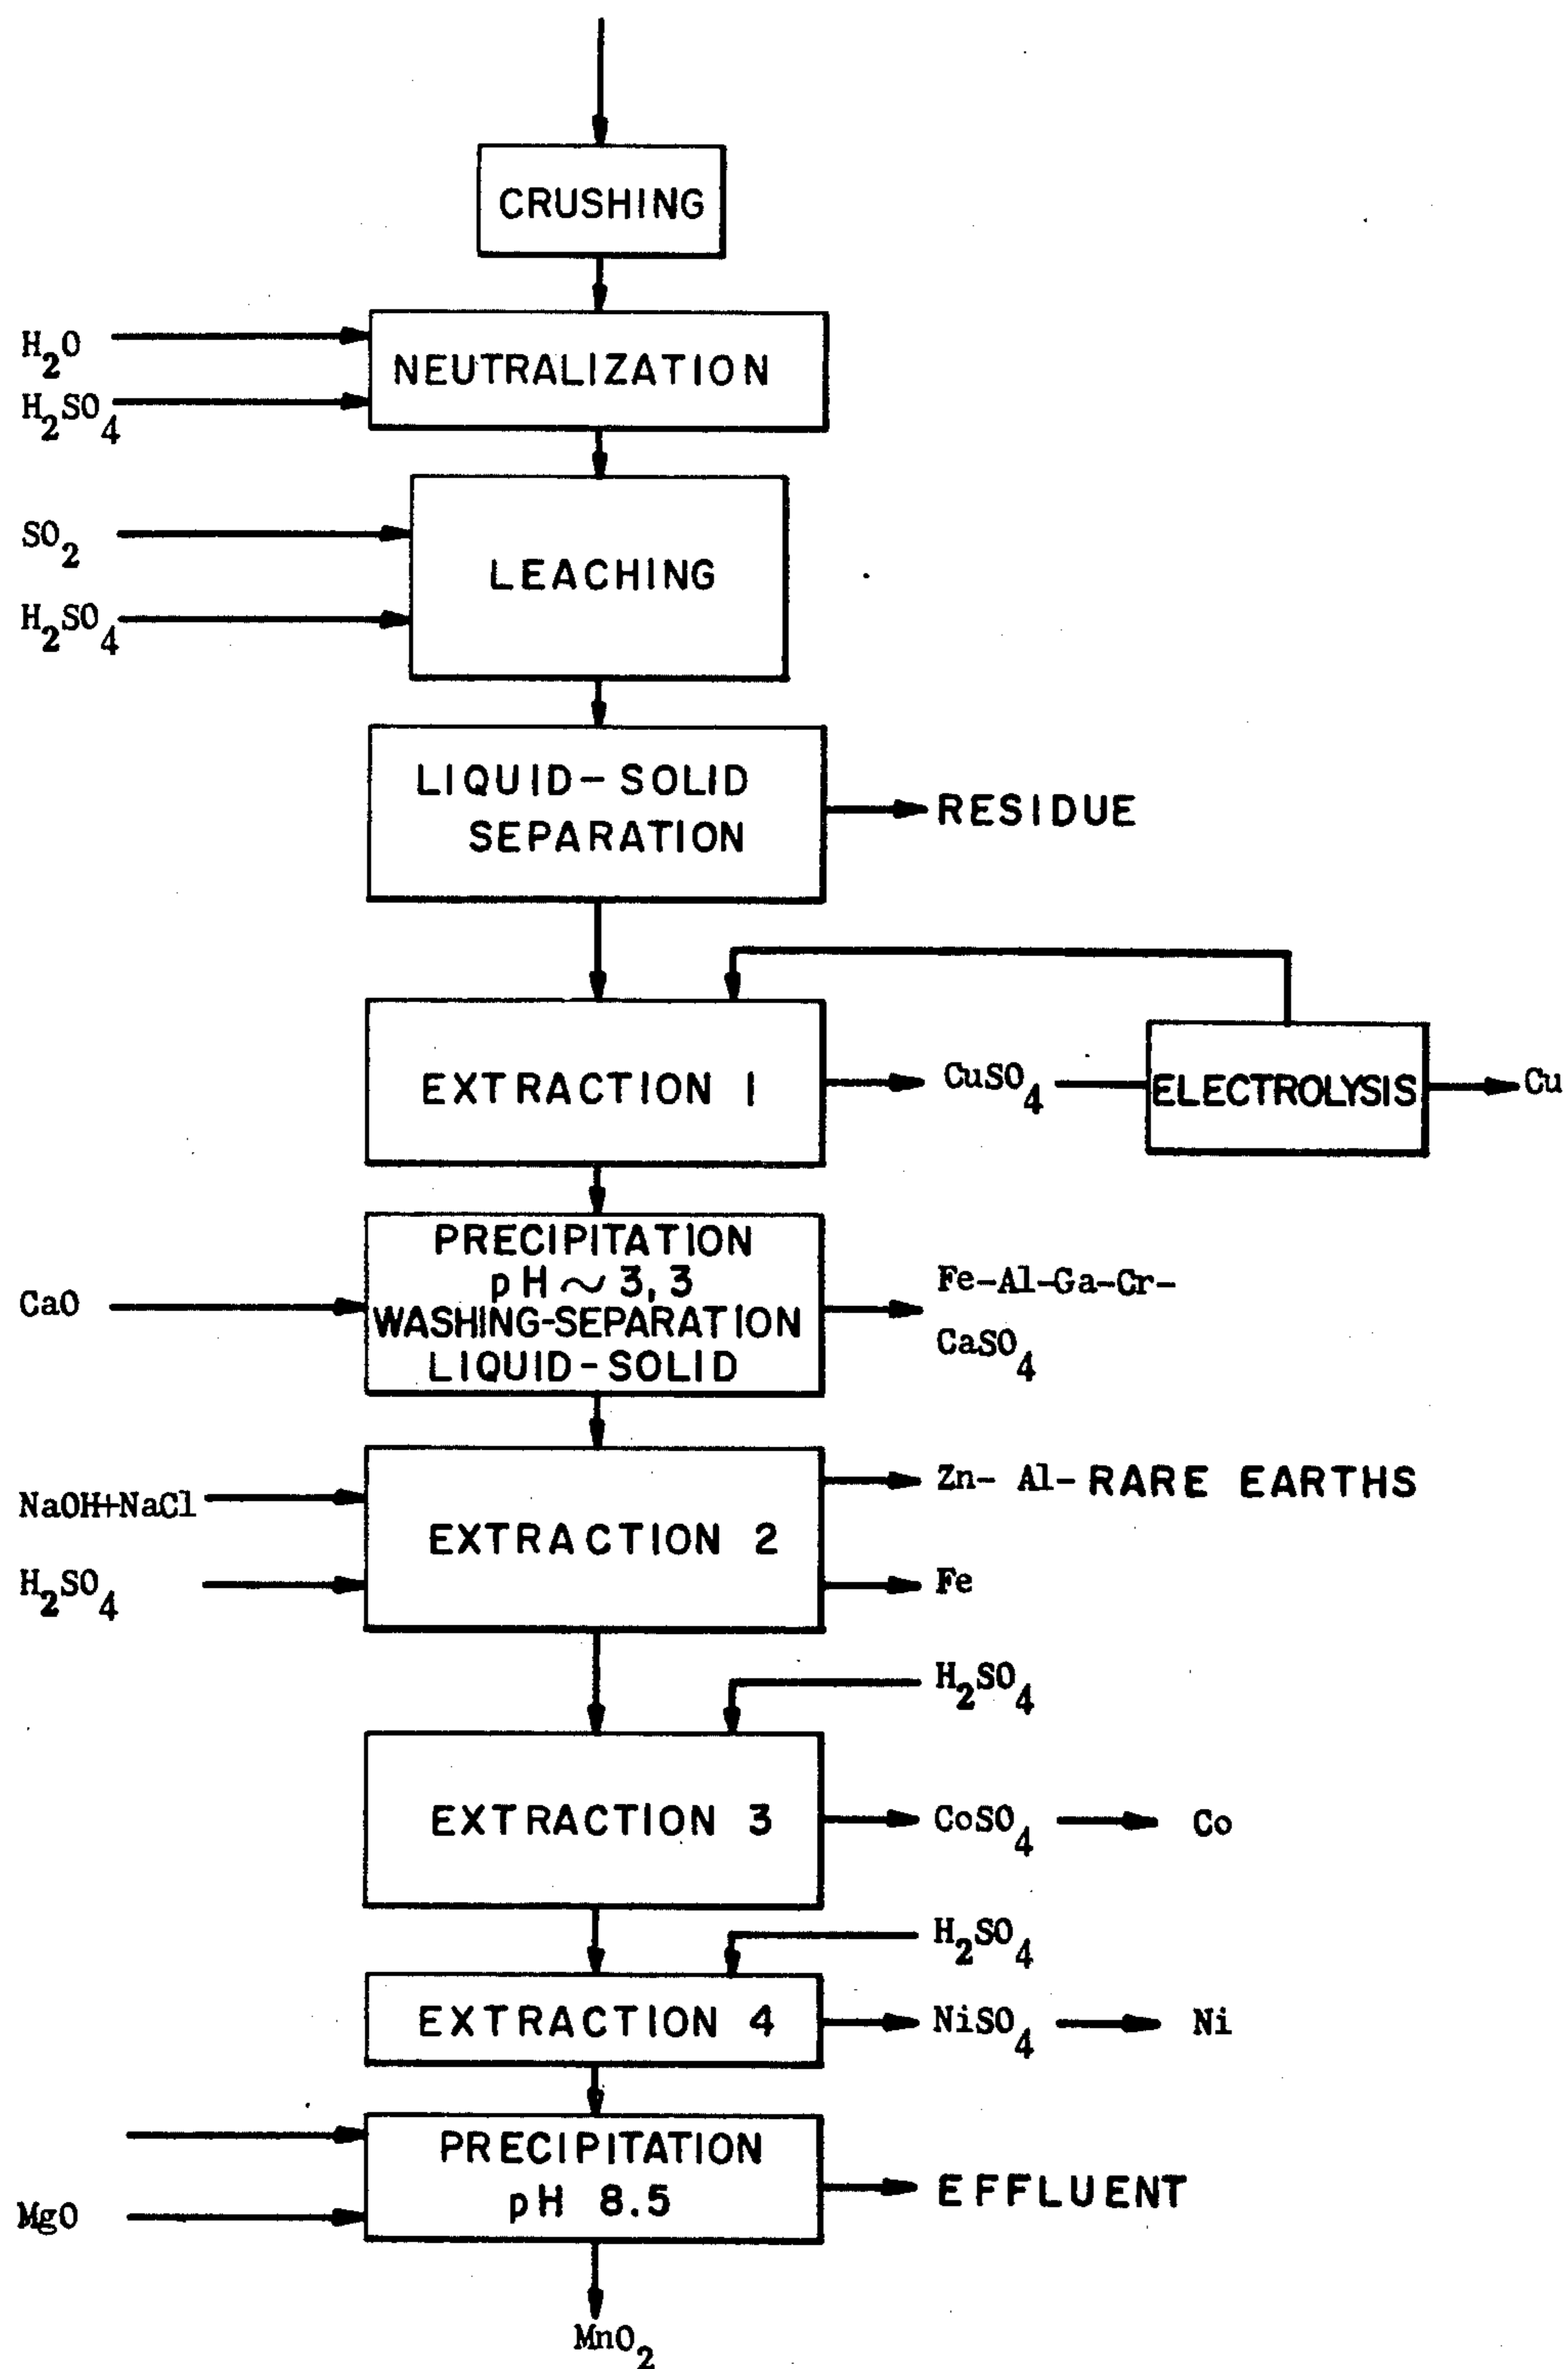 CRUSHING
H2O
NEUTRALIZATION
H2SO4
SO2
LEACHING
H2SO4
LIQUID-SOLID
SEPARATION
RESIDUE
EXTRACTION 1
CuSO4
ELECTROLYSIS
Cu
PRECIPITATION
pH ~ 3,3
WASHING-SEPARATION
LIQUID-SOLID
CaO
Fe-Al-Ga-Cr-
CaSO4
NaOH+NaCl
H2SO4
EXTRACTION 2
Zn- Al- RARE EARTHS
Fe
H2SO4
EXTRACTION 3
CoSO4
Co
H2SO4
EXTRACTION 4
NiSO4
Ni
PRECIPITATION
pH 8.5
MgO
EFFLUENT
MnO2